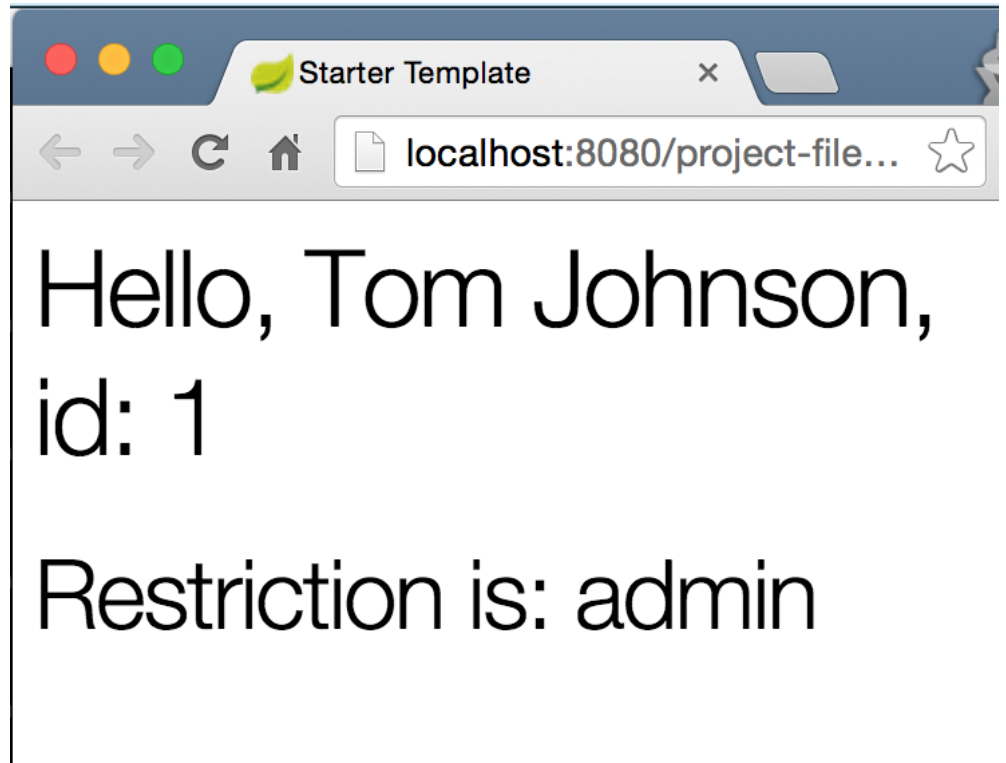 Starter Template
localhost:8080/project-file...
Hello, Tom Johnson,
id: 1
Restriction is: admin